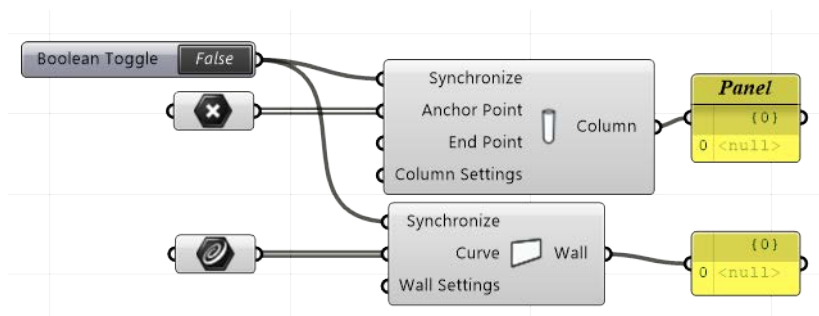 Boolean Toggle False
Synchronize
Anchor Point
End Point
Column Settings
Column
Panel
{0}
0 <null>
Synchronize
Curve
Wall Settings
Wall
{0}
0 <null>